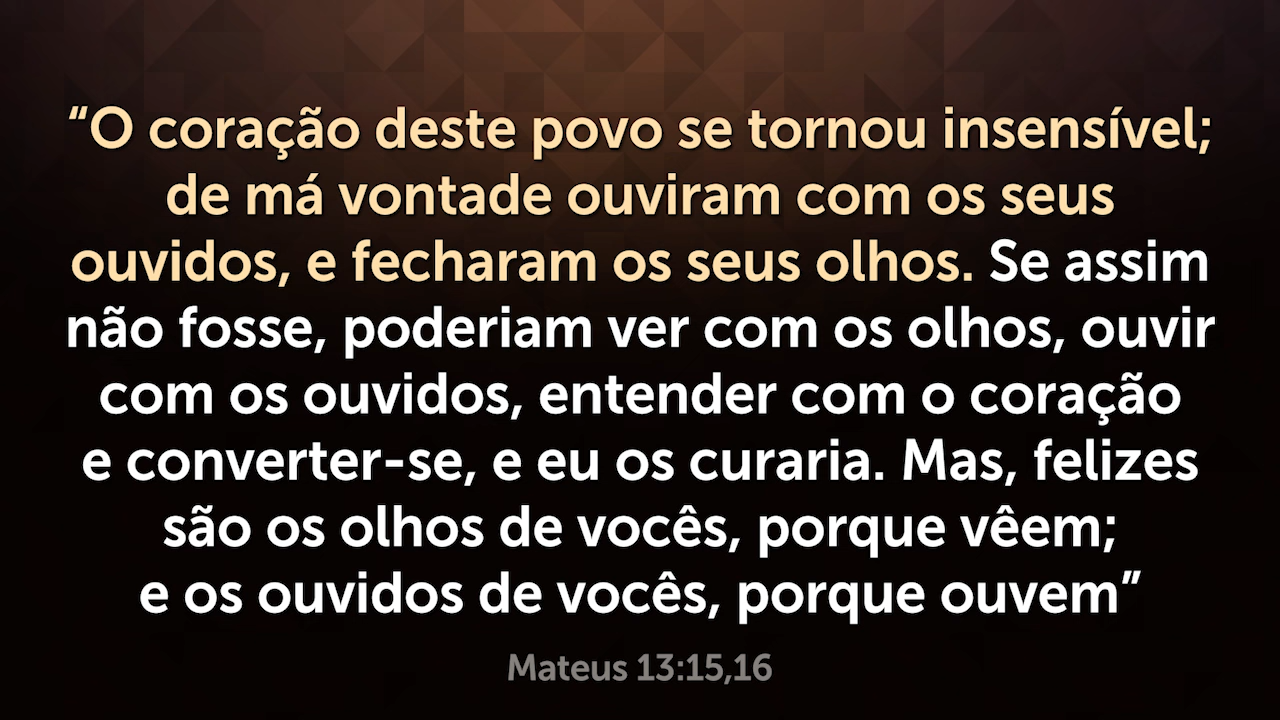 “O coração deste povo se tornou insensível;
de má vontade ouviram com os seus
ouvidos, e fecharam os seus olhos. Se assim
não fosse, poderiam ver com os olhos, ouvir
com os ouvidos, entender com o coração
e converter-se, e eu os curaria. Mas, felizes
são os olhos de vocês, porque vêem;
e os ouvidos de vocês, porque ouvem”
Mateus 13:15,16